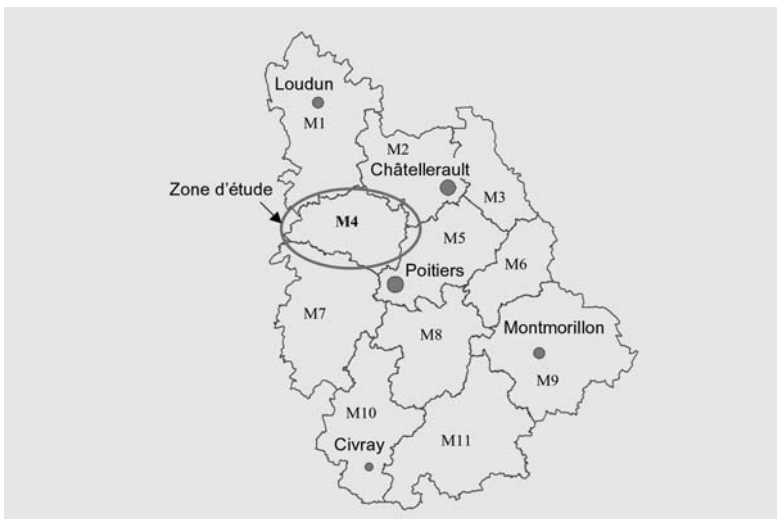 Loudun
M1
M2
Châtellerault
Zone d'étude
M3
M4
M5
M6
Poitiers
M7
M8
Montmorillon
M9
M10
M11
Civray